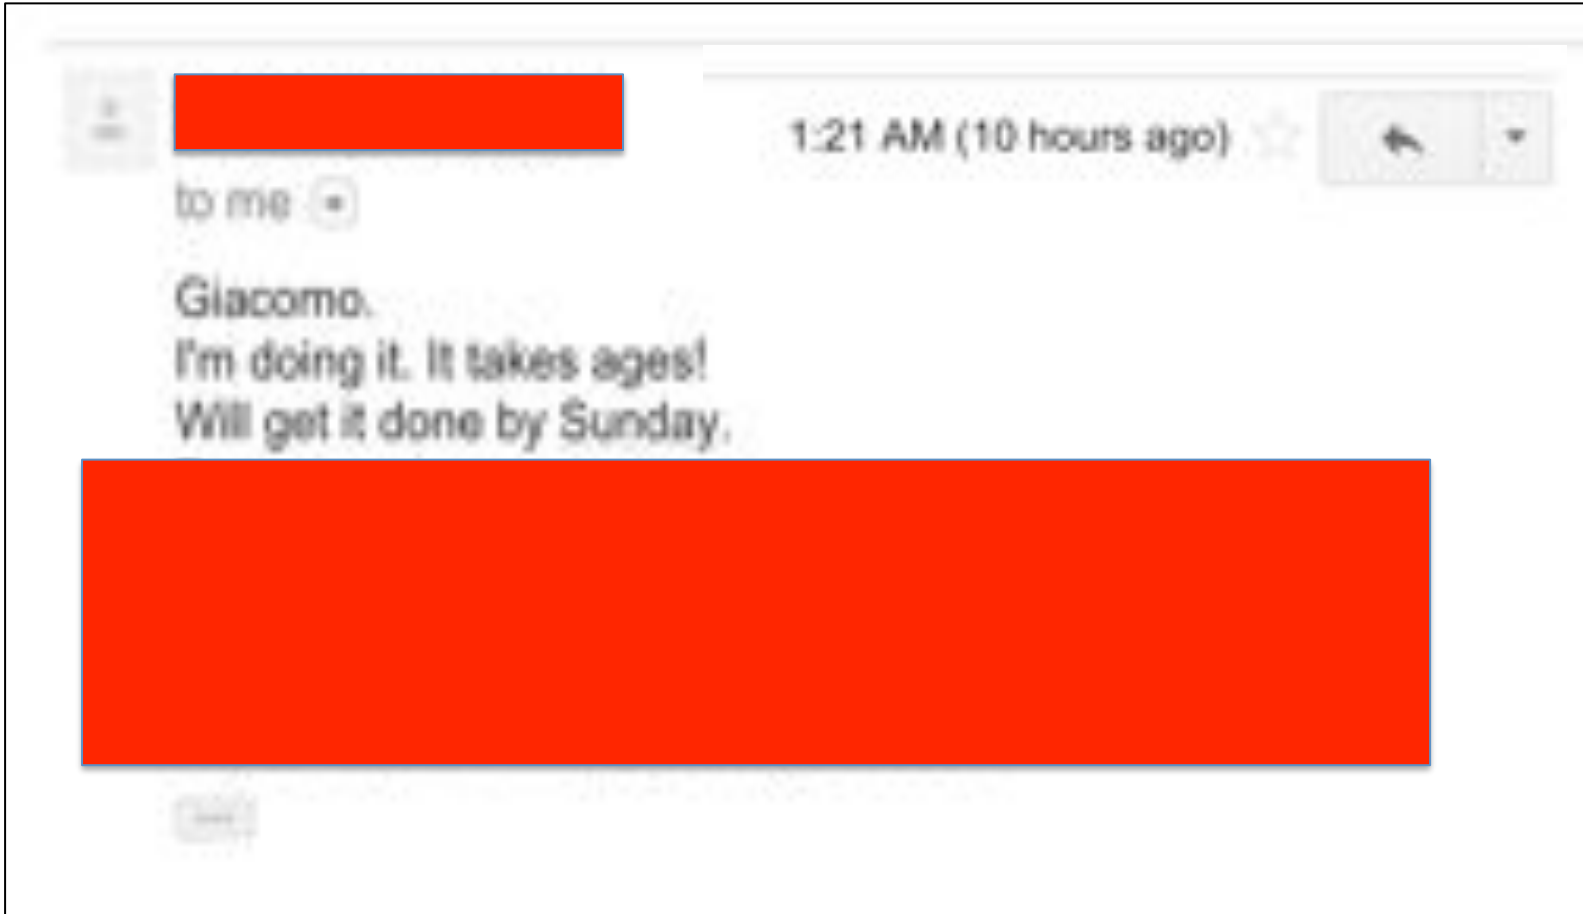 1:21 AM (10 hours ago)
to me
Giacomo.
I'm doing it. It takes ages!
Will get it done by Sunday.